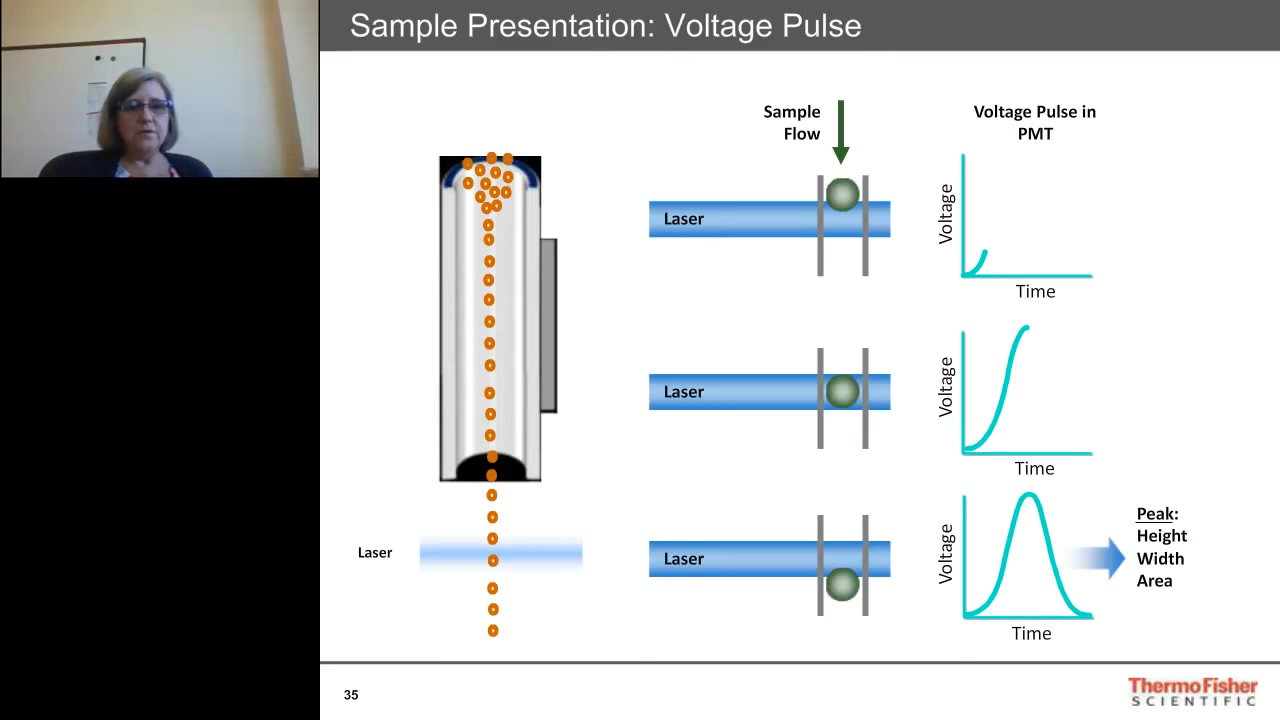 Sample Presentation: Voltage Pulse
Sample
Flow
Voltage Pulse in
PMT
Laser
Voltage
Time
Laser
Voltage
Time
Laser
Laser
Voltage
Time
Peak:
Height
Width
Area
35
ThermoFisher
SCIENTIFIC